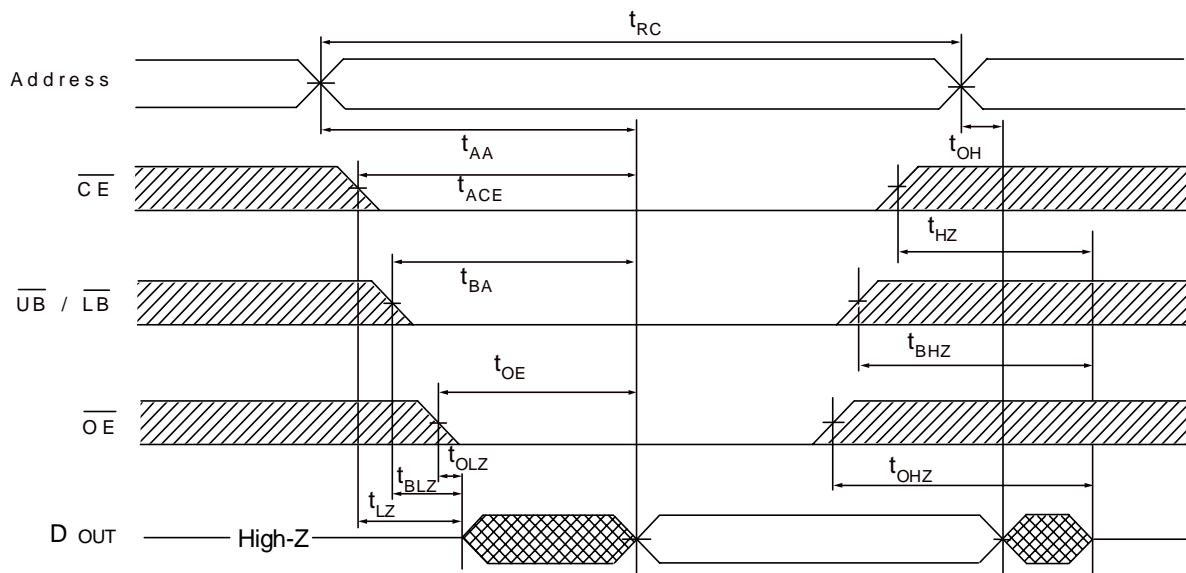 tRC
Address
tAA
tOH
CE
tACE
tHZ
UB / LB
tBA
tBHZ
tOE
OE
tOLZ
tOHZ
tBLZ
tLZ
D OUT
High-Z